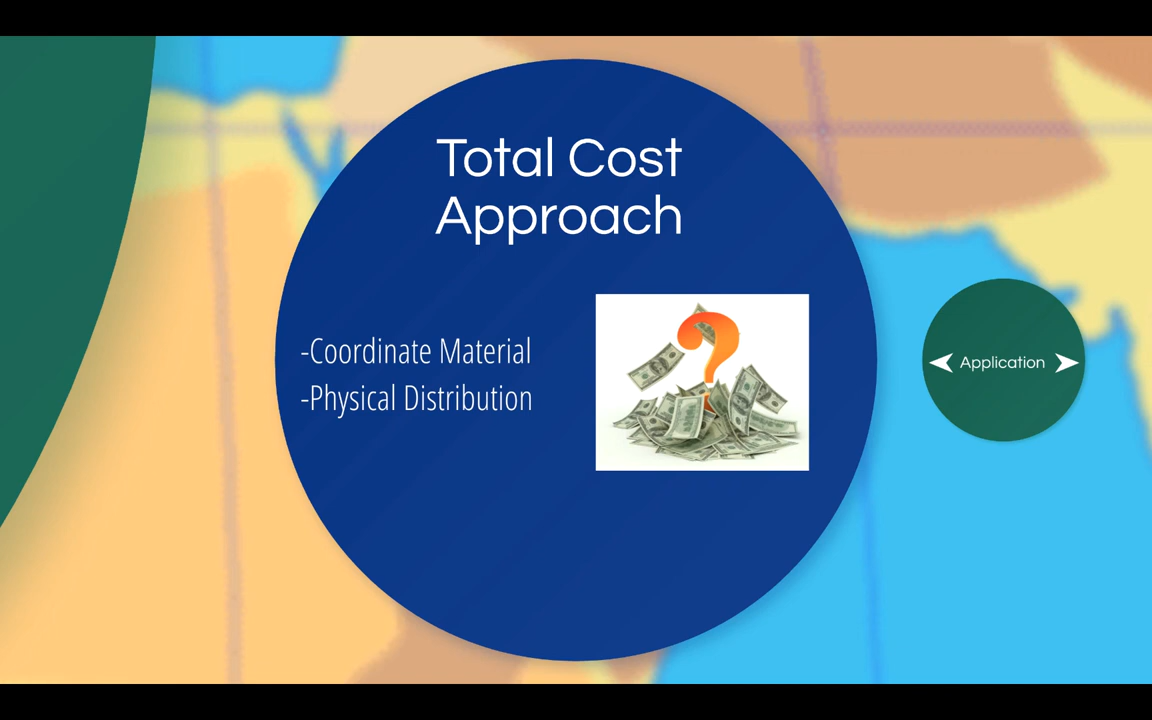 Total Cost
Approach
-Coordinate Material
-Physical Distribution
Application